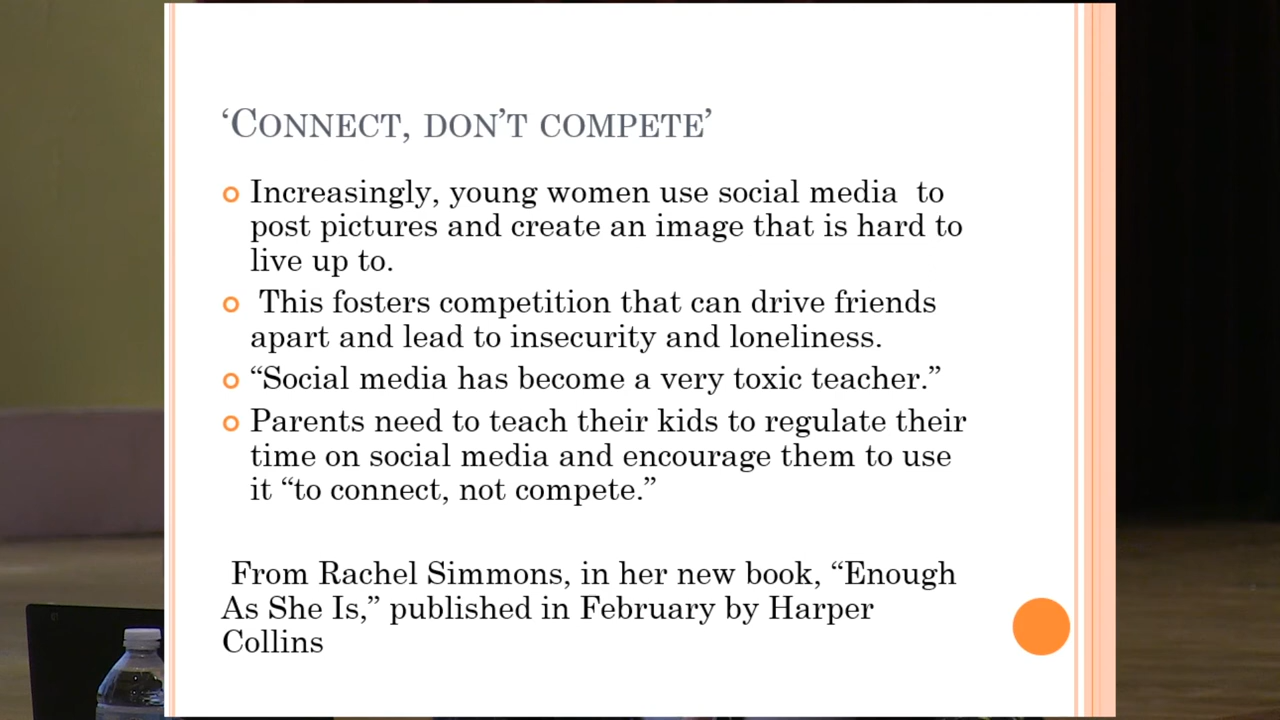 ‘Connect, don’t compete’
Increasingly, young women use social media to
post pictures and create an image that is hard to
live up to.
This fosters competition that can drive friends
apart and lead to insecurity and loneliness.
“Social media has become a very toxic teacher.”
Parents need to teach their kids to regulate their
time on social media and encourage them to use
it “to connect, not compete.”
From Rachel Simmons, in her new book, “Enough
As She Is,” published in February by Harper
Collins